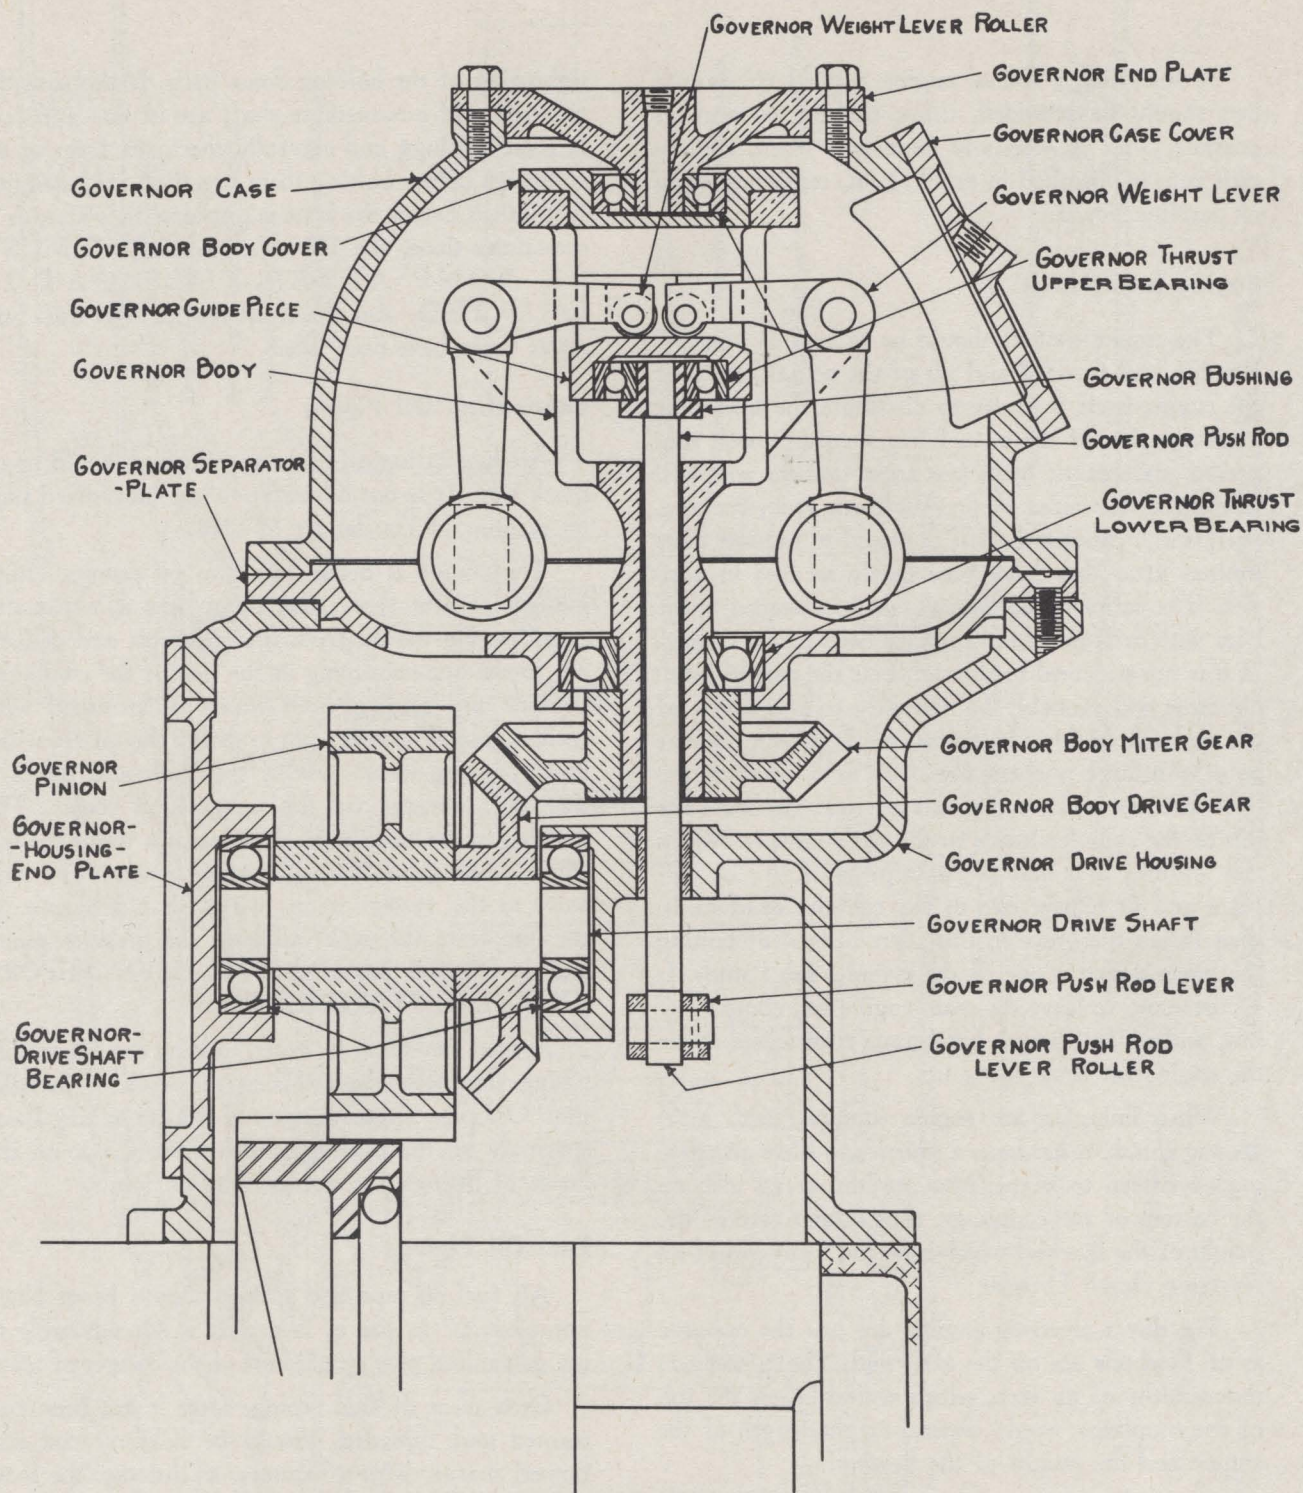 GOVERNOR WEIGHT LEVER ROLLER
GOVERNOR END PLATE
GOVERNOR CASE COVER
GOVERNOR CASE
GOVERNOR WEIGHT LEVER
GOVERNOR BODY COVER
GOVERNOR THRUST
UPPER BEARING
GOVERNOR GUIDE PIECE
GOVERNOR BODY
GOVERNOR BUSHING
GOVERNOR PUSH ROD
GOVERNOR SEPARATOR
-PLATE
GOVERNOR THRUST
LOWER BEARING
GOVERNOR BODY MITER GEAR
GOVERNOR
PINION
GOVERNOR BODY DRIVE GEAR
GOVERNOR-
-HOUSING-
END PLATE
GOVERNOR DRIVE HOUSING
GOVERNOR DRIVE SHAFT
GOVERNOR PUSH ROD LEVER
GOVERNOR-
DRIVE SHAFT
BEARING
GOVERNOR PUSH ROD
LEVER ROLLER